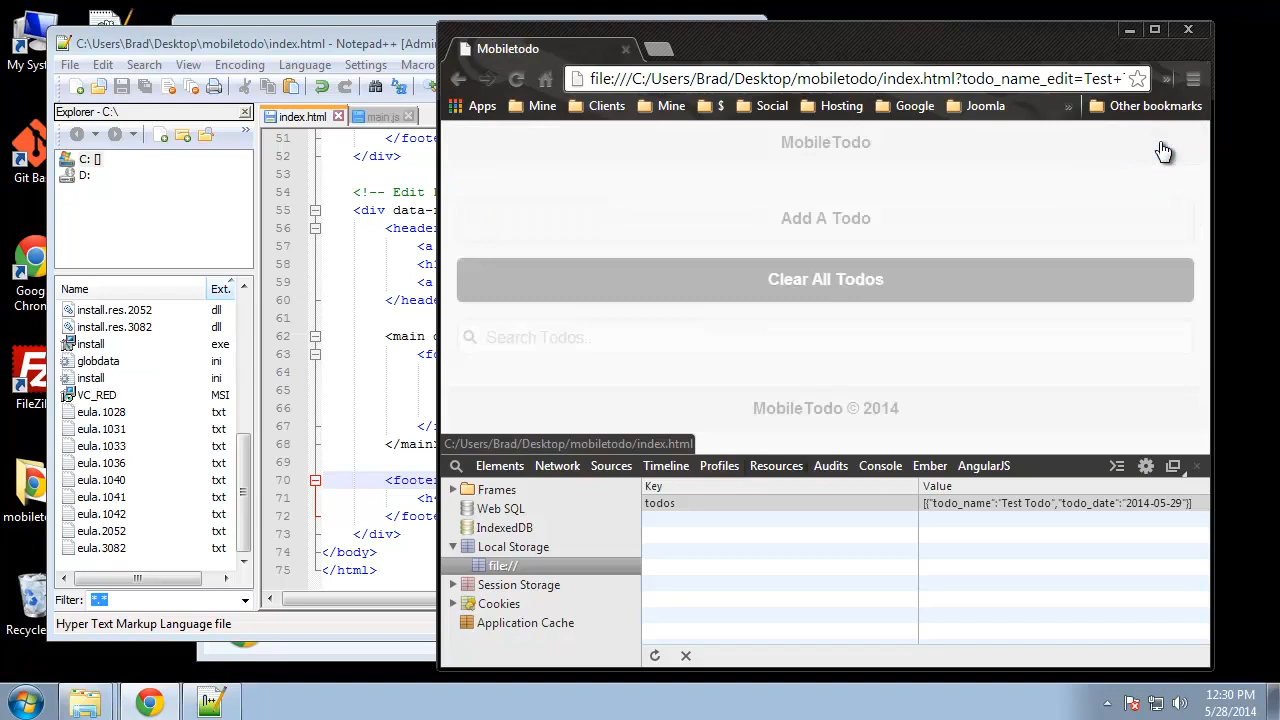 My Sys
Git Ba
Goog
Chron
FileZi
mobilet
Recycle
C:\Users\Brad\Desktop\mobiletodo\index.html - Notepad++ [Admi
File Edit Search View Encoding Language Settings Macro
Explorer - C:\
C: []
D:
Name Ext.
install.res.2052 dll
install.res.3082 dll
install exe
globdata ini
install ini
VC_RED MSI
eula.1028 txt
eula.1031 txt
eula.1033 txt
eula.1036 txt
eula.1040 txt
eula.1041 txt
eula.1042 txt
eula.2052 txt
eula.3082 txt
Filter: *.*
Hyper Text Markup Language file
index.html main.js
51 </foote
52 </div>
53
54 <!-- Edit
55 <div data-r
56 <header
57 <a
58 <h
59 <a
60 </heade
61
62 <main c
63 <fo
64
65
66
67 </f
68 </main
69
70 <footer
71 <h
72 </foote
73 </div>
74 </body>
75 </html>
Mobiletodo
file:///C:/Users/Brad/Desktop/mobiletodo/index.html?todo_name_edit=Test+
»
Apps Mine Clients Mine $ Social Hosting Google Joomla » Other bookmarks
MobileTodo
Add A Todo
Clear All Todos
Search Todos..
MobileTodo © 2014
C:/Users/Brad/Desktop/mobiletodo/index.html
Elements Network Sources Timeline Profiles Resources Audits Console Ember AngularJS
Frames
Web SQL
IndexedDB
Local Storage
file://
Session Storage
Cookies
Application Cache
Key Value
todos [{"todo_name":"Test Todo","todo_date":"2014-05-29"}]
12:30 PM
5/28/2014